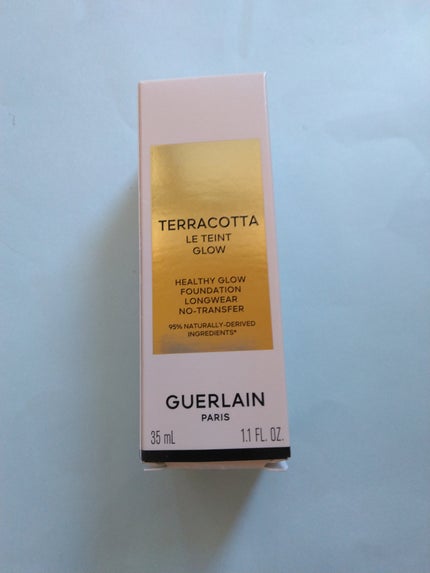 TERRACOTTA
LE TEINT
GLOW
HEALTHY GLOW
FOUNDATION
LONGWEAR
NO-TRANSFER
95% NATURALLY-DERIVED
INGREDIENTS*
GUERLAIN
PARIS
35 mL 1.1 FL. OZ.